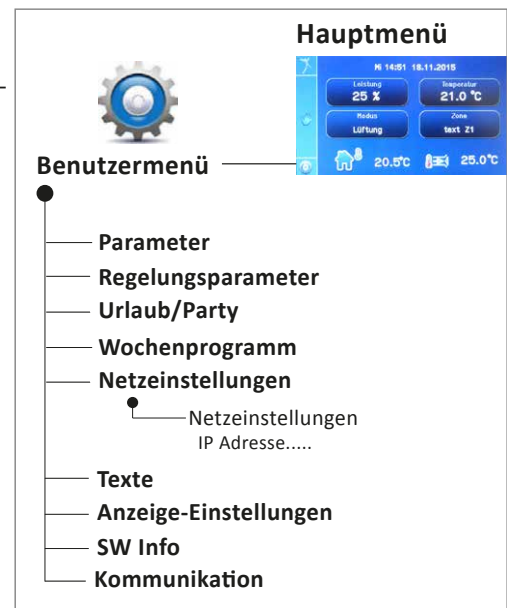 Hauptmenü
Mi 14:51 18.11.2015
Leistung Temperatur
25 % 21.0 °C
Modus Zone
Lüftung text Z1
20.5°C 25.0°C
Benutzermenü
Parameter
Regelungsparameter
Urlaub/Party
Wochenprogramm
Netzeinstellungen
Netzeinstellungen
IP Adresse.....
Texte
Anzeige-Einstellungen
SW Info
Kommunikation